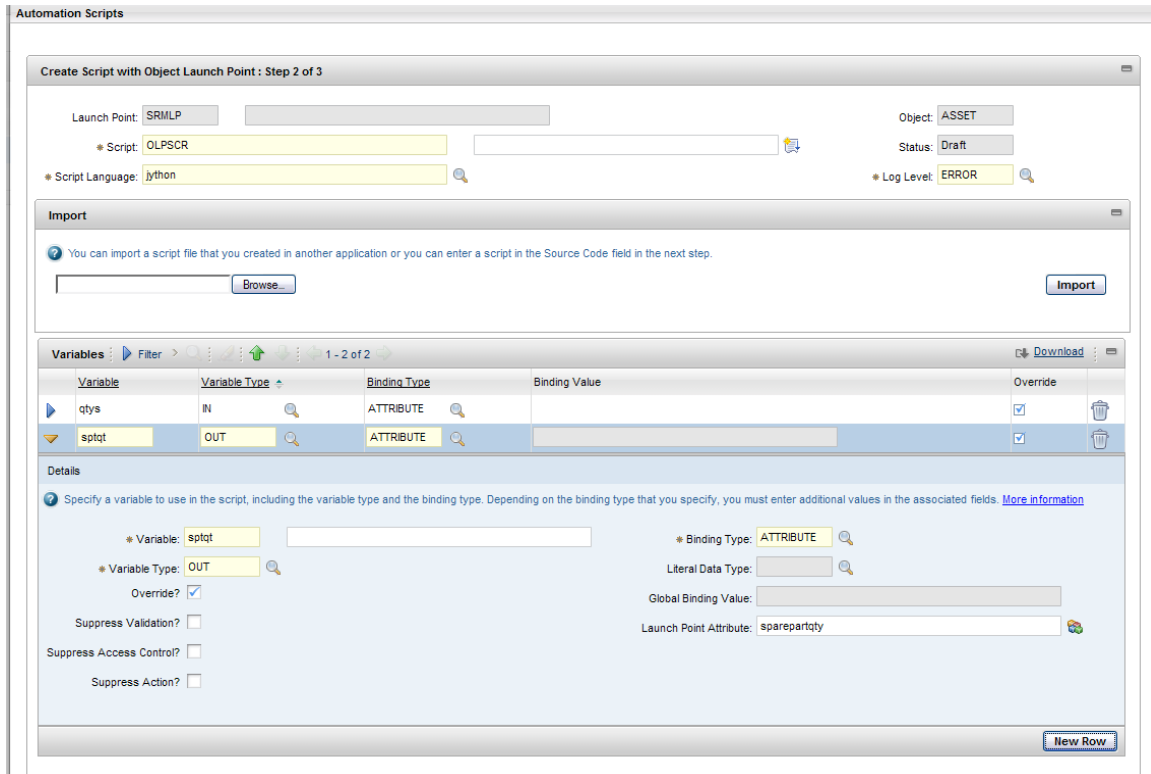 Automation Scripts
Create Script with Object Launch Point : Step 2 of 3
Launch Point: SRMLP Object: ASSET
* Script: OLPSCR Status: Draft
* Script Language: jython * Log Level: ERROR
Import
You can import a script file that you created in another application or you can enter a script in the Source Code field in the next step.
Browse... Import
Variables Filter 1 - 2 of 2 Download
Variable Variable Type Binding Type Binding Value Override
qtys IN ATTRIBUTE
sptqt OUT ATTRIBUTE
Details
Specify a variable to use in the script, including the variable type and the binding type. Depending on the binding type that you specify, you must enter additional values in the associated fields. More information
* Variable: sptqt * Binding Type: ATTRIBUTE
* Variable Type: OUT Literal Data Type:
Override? Global Binding Value:
Suppress Validation? Launch Point Attribute: sparepartqty
Suppress Access Control?
Suppress Action?
New Row